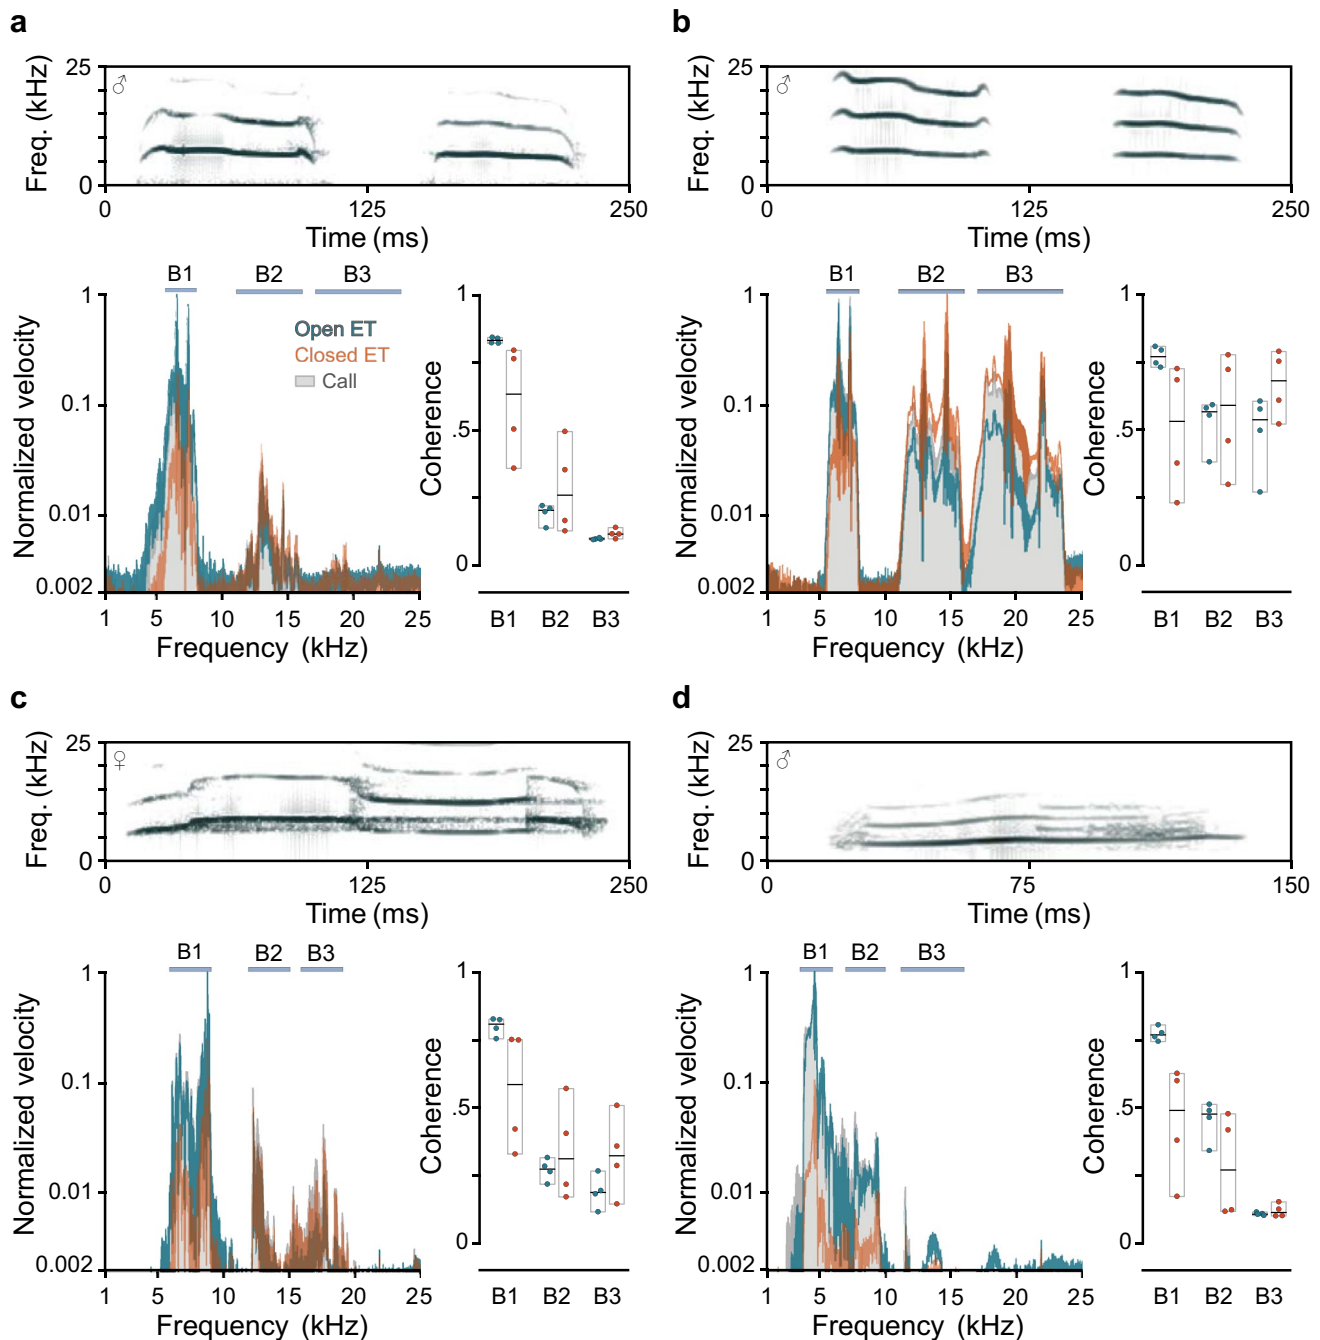 a
25
Freq. (kHz)
♂
0
0
125
250
Time (ms)
B1
B2
B3
1
0.1
0.01
0.002
Normalized velocity
Open ET
Closed ET
Call
1
5
10
15
20
25
Frequency (kHz)
1
.5
0
Coherence
B1
B2
B3
b
25
Freq. (kHz)
♂
0
0
125
250
Time (ms)
B1
B2
B3
1
0.1
0.01
0.002
Normalized velocity
1
5
10
15
20
25
Frequency (kHz)
1
.5
0
Coherence
B1
B2
B3
c
25
Freq. (kHz)
♀
0
0
125
250
Time (ms)
B1
B2
B3
1
0.1
0.01
0.002
Normalized velocity
1
5
10
15
20
25
Frequency (kHz)
1
.5
0
Coherence
B1
B2
B3
d
25
Freq. (kHz)
♂
0
0
75
150
Time (ms)
B1
B2
B3
1
0.1
0.01
0.002
Normalized velocity
1
5
10
15
20
25
Frequency (kHz)
1
.5
0
Coherence
B1
B2
B3